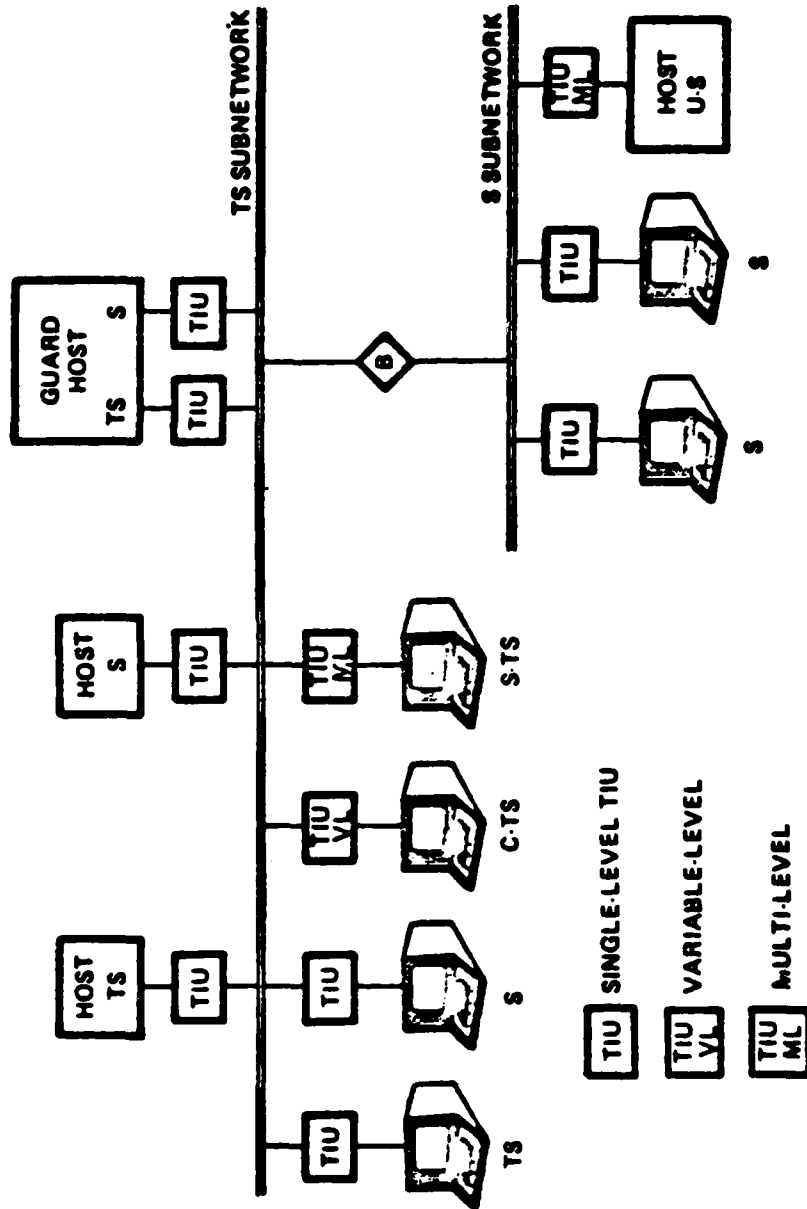 GUARD
HOST
TS
S
HOST
TS
HOST
S
TIU
TIU
TIU
TIU
TS SUBNETWORK
TIU
TIU
TIU
VL
TIU
ML
TS
S
C-TS
S-TS
B
S SUBNETWORK
TIU
TIU
TIU
ML
HOST
U-S
S
S
TIU
SINGLE-LEVEL TIU
TIU
VL
VARIABLE-LEVEL
TIU
ML
MULTI-LEVEL